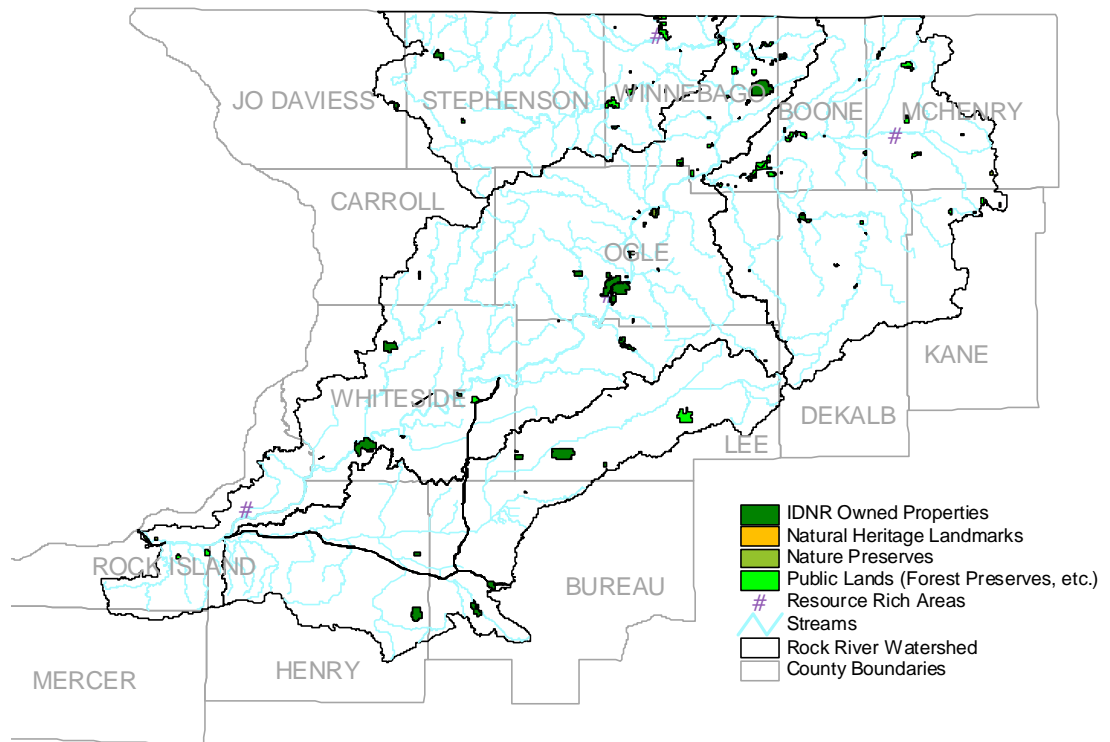 JO DAVIESS
STEPHENSON
WINNEBAGO
BOONE
MCHENRY
CARROLL
OGLE
KANE
WHITESIDE
DEKALB
LEE
ROCK ISLAND
BUREAU
HENRY
MERCER
IDNR Owned Properties
Natural Heritage Landmarks
Nature Preserves
Public Lands (Forest Preserves, etc.)
# Resource Rich Areas
Streams
Rock River Watershed
County Boundaries